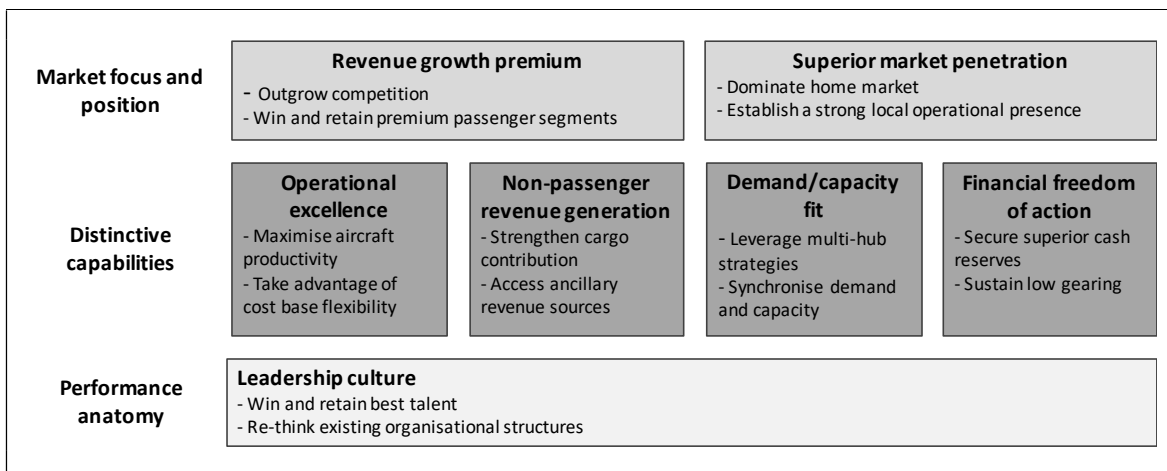 Market focus and
position
Revenue growth premium
- Outgrow competition
- Win and retain premium passenger segments
Superior market penetration
- Dominate home market
- Establish a strong local operational presence
Distinctive
capabilities
Operational
excellence
- Maximise aircraft
productivity
- Take advantage of
cost base flexibility
Non-passenger
revenue generation
- Strengthen cargo
contribution
- Access ancillary
revenue sources
Demand/capacity
fit
- Leverage multi-hub
strategies
- Synchronise demand
and capacity
Financial freedom
of action
- Secure superior cash
reserves
- Sustain low gearing
Performance
anatomy
Leadership culture
- Win and retain best talent
- Re-think existing organisational structures